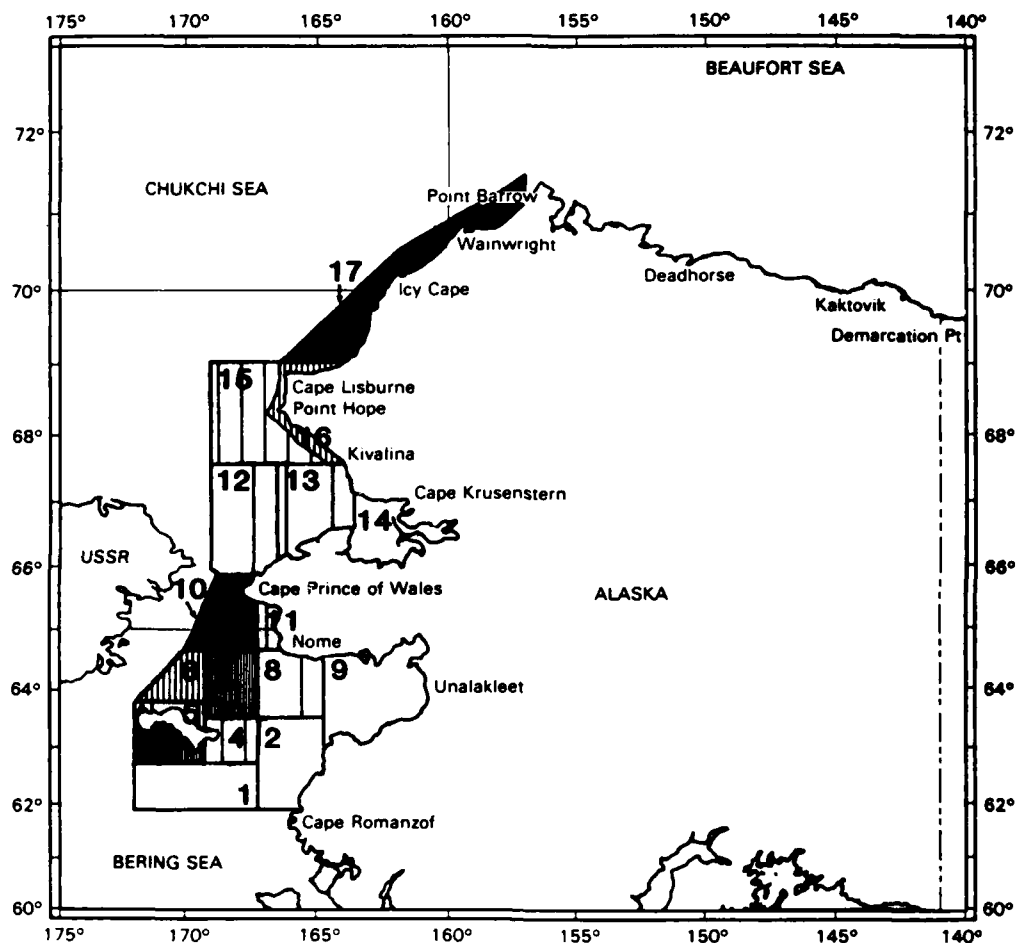 175° 170° 165° 155° 150° 145° 140°
BEAUFORT SEA
72° 72°
CHUKCHI SEA
Point Barrow
Wainwright
17
Deadhorse
70° Icy Cape 70°
Kaktovik
Demarcation Pt
15
Cape Lisburne
Point Hope
68° 16 68°
Kivalina
12 13
Cape Krusenstern
14
USSR
66° 66°
10 Cape Prince of Wales
ALASKA
11
Nome
8 9
64° Unalakleet 64°
4 2
1
62° 62°
Cape Romanzof
BERING SEA
60° 60°
175° 170° 165° 160° 155° 150° 145° 140°